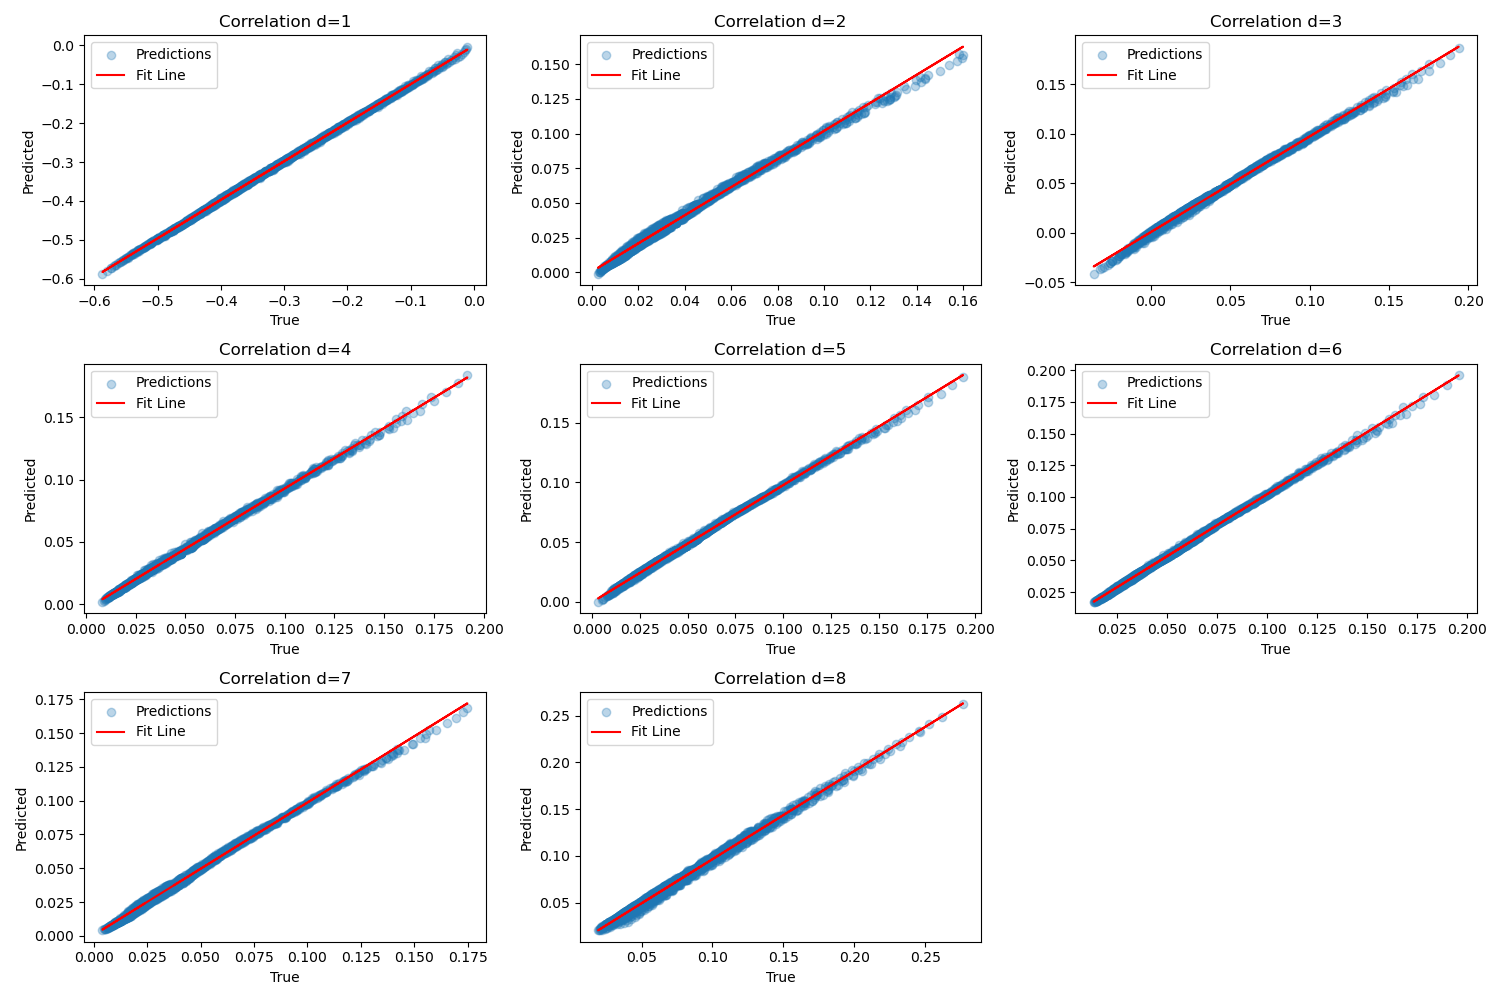 Correlation d=1
Predictions
Fit Line
0.0
−0.1
−0.2
−0.3
−0.4
−0.5
−0.6
Predicted
−0.6 −0.5 −0.4 −0.3 −0.2 −0.1 0.0
True
Correlation d=2
Predictions
Fit Line
0.150
0.125
0.100
0.075
0.050
0.025
0.000
Predicted
0.00 0.02 0.04 0.06 0.08 0.10 0.12 0.14 0.16
True
Correlation d=3
Predictions
Fit Line
0.15
0.10
0.05
0.00
−0.05
Predicted
0.00 0.05 0.10 0.15 0.20
True
Correlation d=4
Predictions
Fit Line
0.15
0.10
0.05
0.00
Predicted
0.000 0.025 0.050 0.075 0.100 0.125 0.150 0.175 0.200
True
Correlation d=5
Predictions
Fit Line
0.15
0.10
0.05
0.00
Predicted
0.000 0.025 0.050 0.075 0.100 0.125 0.150 0.175 0.200
True
Correlation d=6
Predictions
Fit Line
0.200
0.175
0.150
0.125
0.100
0.075
0.050
0.025
Predicted
0.025 0.050 0.075 0.100 0.125 0.150 0.175 0.200
True
Correlation d=7
Predictions
Fit Line
0.175
0.150
0.125
0.100
0.075
0.050
0.025
0.000
Predicted
0.000 0.025 0.050 0.075 0.100 0.125 0.150 0.175
True
Correlation d=8
Predictions
Fit Line
0.25
0.20
0.15
0.10
0.05
Predicted
0.05 0.10 0.15 0.20 0.25
True